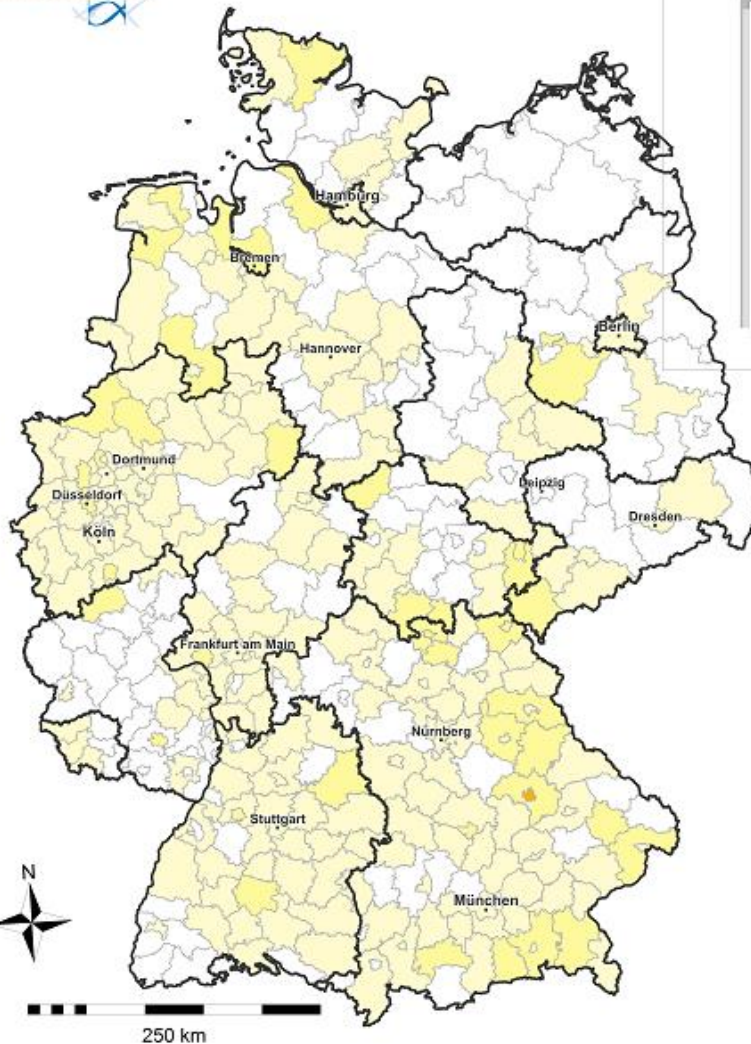 Hamburg
Bremen
Berlin
Hannover
Dortmund
Düsseldorf
Leipzig
Köln
Dresden
Frankfurt am Main
Nürnberg
Stuttgart
N
München
250 km